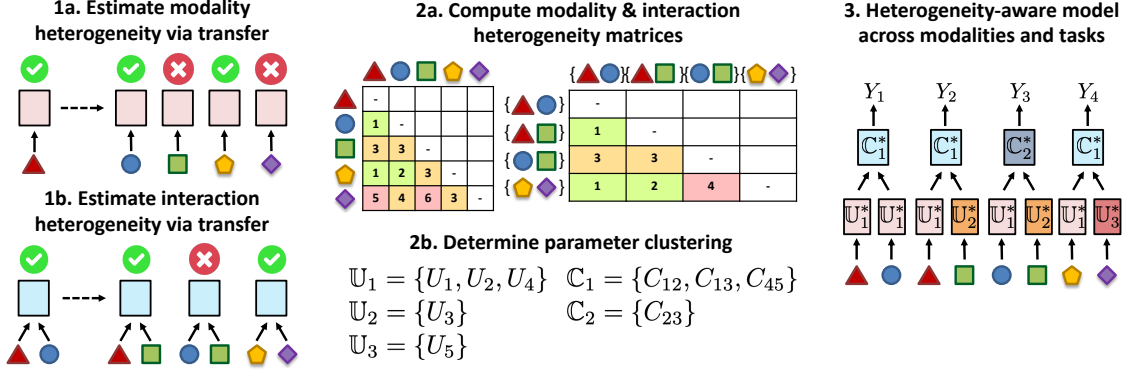 1a. Estimate modality
heterogeneity via transfer
1b. Estimate interaction
heterogeneity via transfer
2a. Compute modality & interaction
heterogeneity matrices
-
1 -
3 3 -
1 2 3 -
5 4 6 3 -
{ }{ }{ }{ }
{ } -
{ } 1 -
{ } 3 3 -
{ } 1 2 4 -
2b. Determine parameter clustering
𝕌₁ = {U₁, U₂, U₄} ℂ₁ = {C₁₂, C₁₃, C₄₅}
𝕌₂ = {U₃} ℂ₂ = {C₂₃}
𝕌₃ = {U₅}
3. Heterogeneity-aware model
across modalities and tasks
Y₁ Y₂ Y₃ Y₄
ℂ₁* ℂ₁* ℂ₂* ℂ₁*
𝕌₁* 𝕌₁* 𝕌₁* 𝕌₂* 𝕌₁* 𝕌₂* 𝕌₁* 𝕌₃*